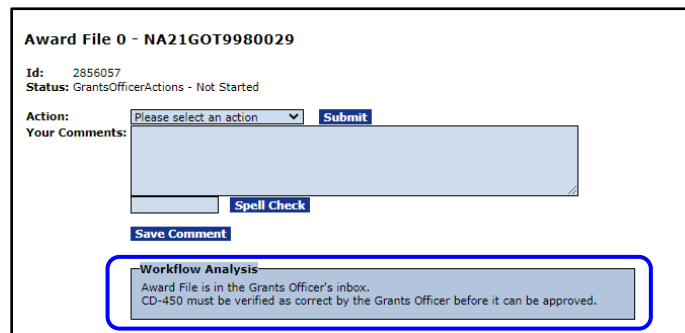 Award File 0 - NA21GOT9980029
Id: 2856057
Status: GrantsOfficerActions - Not Started
Action: Please select an action Submit
Your Comments:
Spell Check
Save Comment
Workflow Analysis
Award File is in the Grants Officer's inbox.
CD-450 must be verified as correct by the Grants Officer before it can be approved.